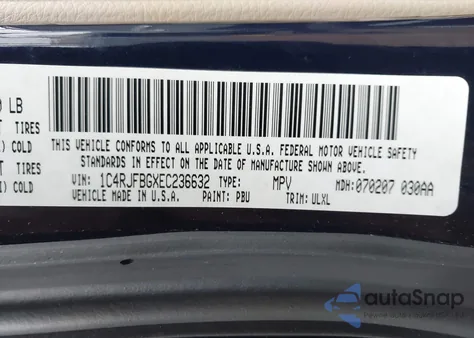 LB
TIRES
COLD
TIRES
COLD
THIS VEHICLE CONFORMS TO ALL APPLICABLE U.S.A. FEDERAL MOTOR VEHICLE SAFETY
STANDARDS IN EFFECT ON THE DATE OF MANUFACTURE.
VIN: 1C4RJFBGXEC236632 TYPE: MPV MDH: 070207 030AA
VEHICLE MADE IN U.S.A. PAINT: PBU TRIM: ULXL
autoSnap